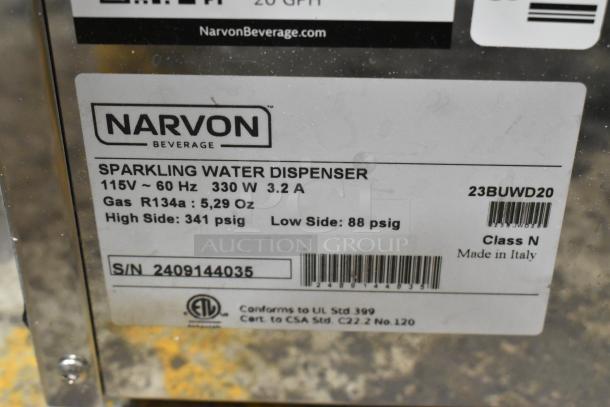 20 GPH
NarvonBeverage.com
NARVON
BEVERAGE
SPARKLING WATER DISPENSER
115V ~ 60 Hz 330 W 3.2 A
23BUWD20
Gas R134a : 5,29 Oz
High Side: 341 psig Low Side: 88 psig
AUCTION GROUP
Class N
Made in Italy
S/N 2409144035
2409144035
ETL
Conforms to UL Std 399
Cert. to CSA Std. C22.2 No.120